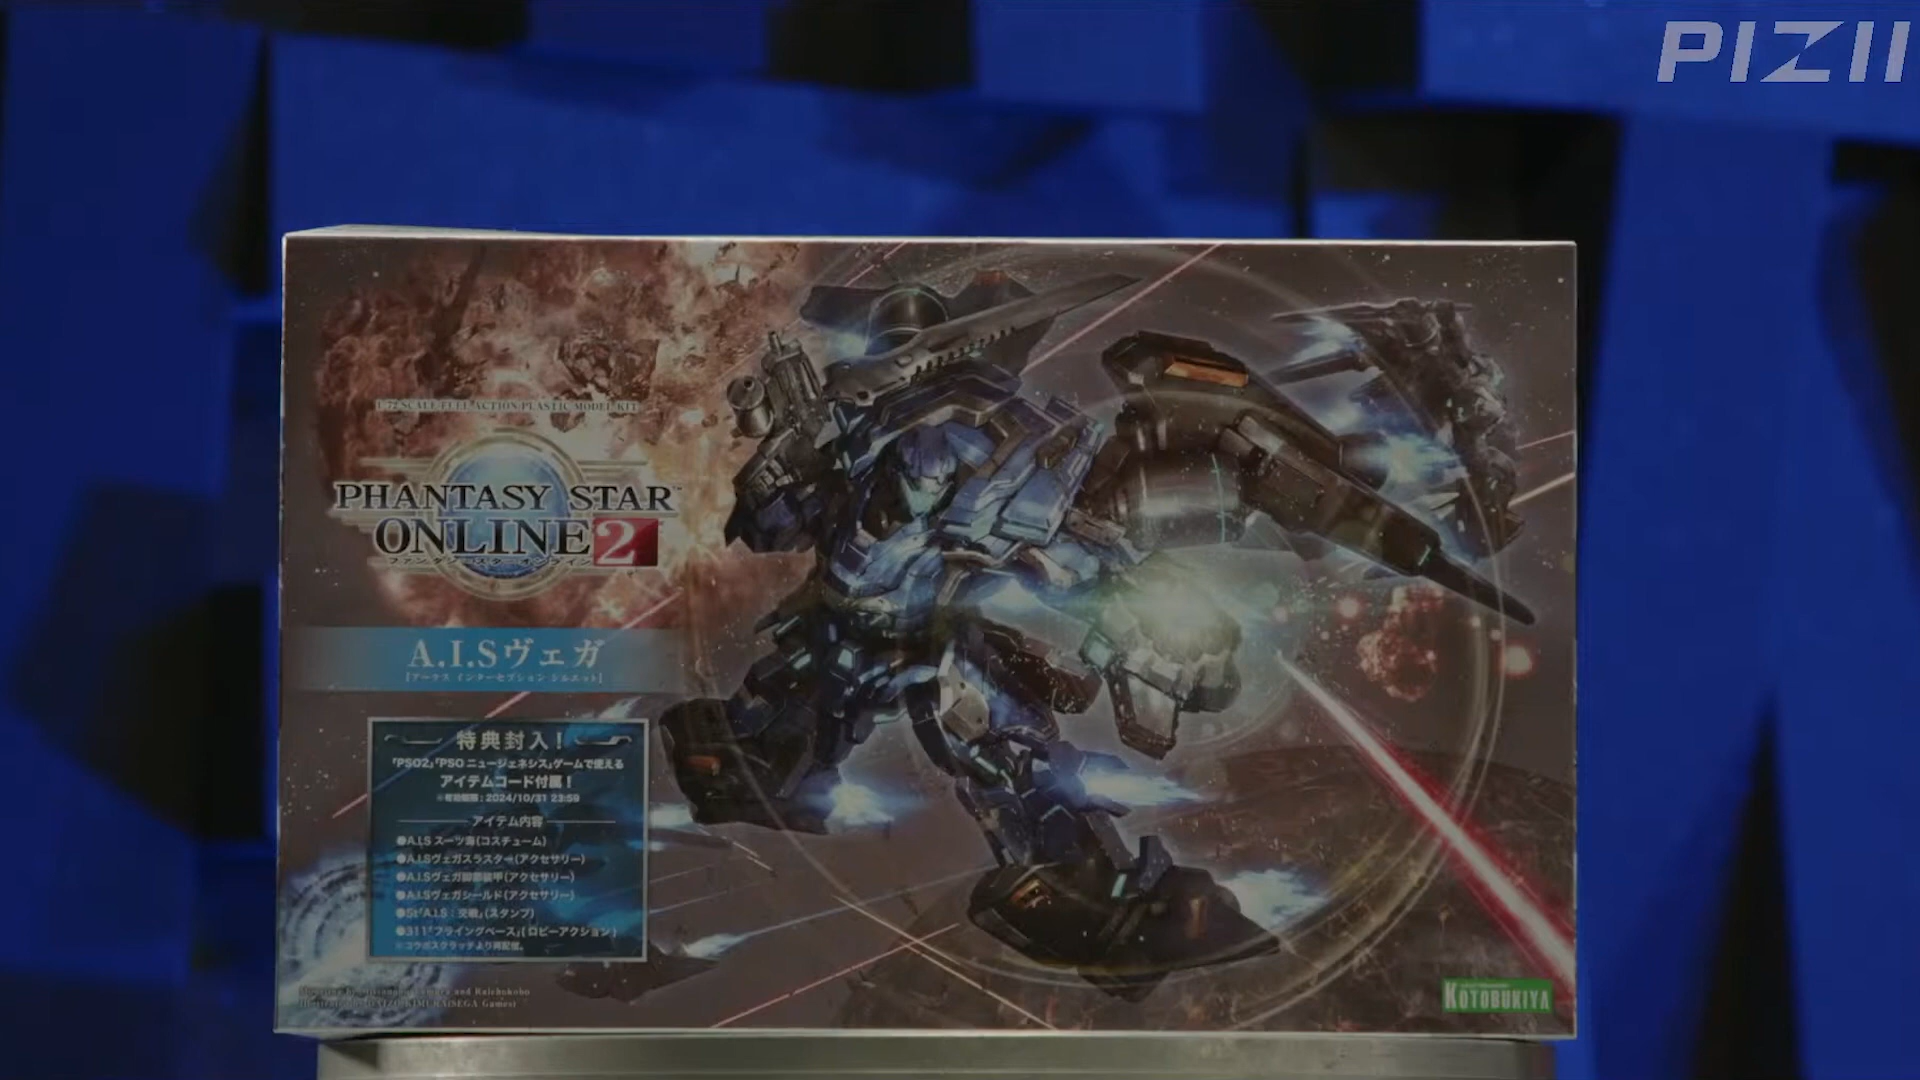 PIZII
1/72 SCALE FULL ACTION PLASTIC MODEL KIT
PHANTASY STAR
ONLINE 2
ファンタシースターオンライン2
A.I.Sヴェガ
[アークス インターセプション シルエット]
特典封入!
「PSO2」「PSO ニュージェネシス」ゲームで使える
アイテムコード付属!
※有効期限:2024/10/31 23:59
アイテム内容
●A.I.Sスーツ海(コスチューム)
●A.I.Sヴェガスラスター(アクセサリー)
●A.I.Sヴェガ脚部装甲(アクセサリー)
●A.I.Sヴェガシールド(アクセサリー)
●St「A.I.S:交戦」(スタンプ)
●311"フライングベース"(ロビーアクション)
※コラボスクラッチより再配信。
and Kaichokobo
KIMURA(SEGA Games)
KOTOBUKIYA